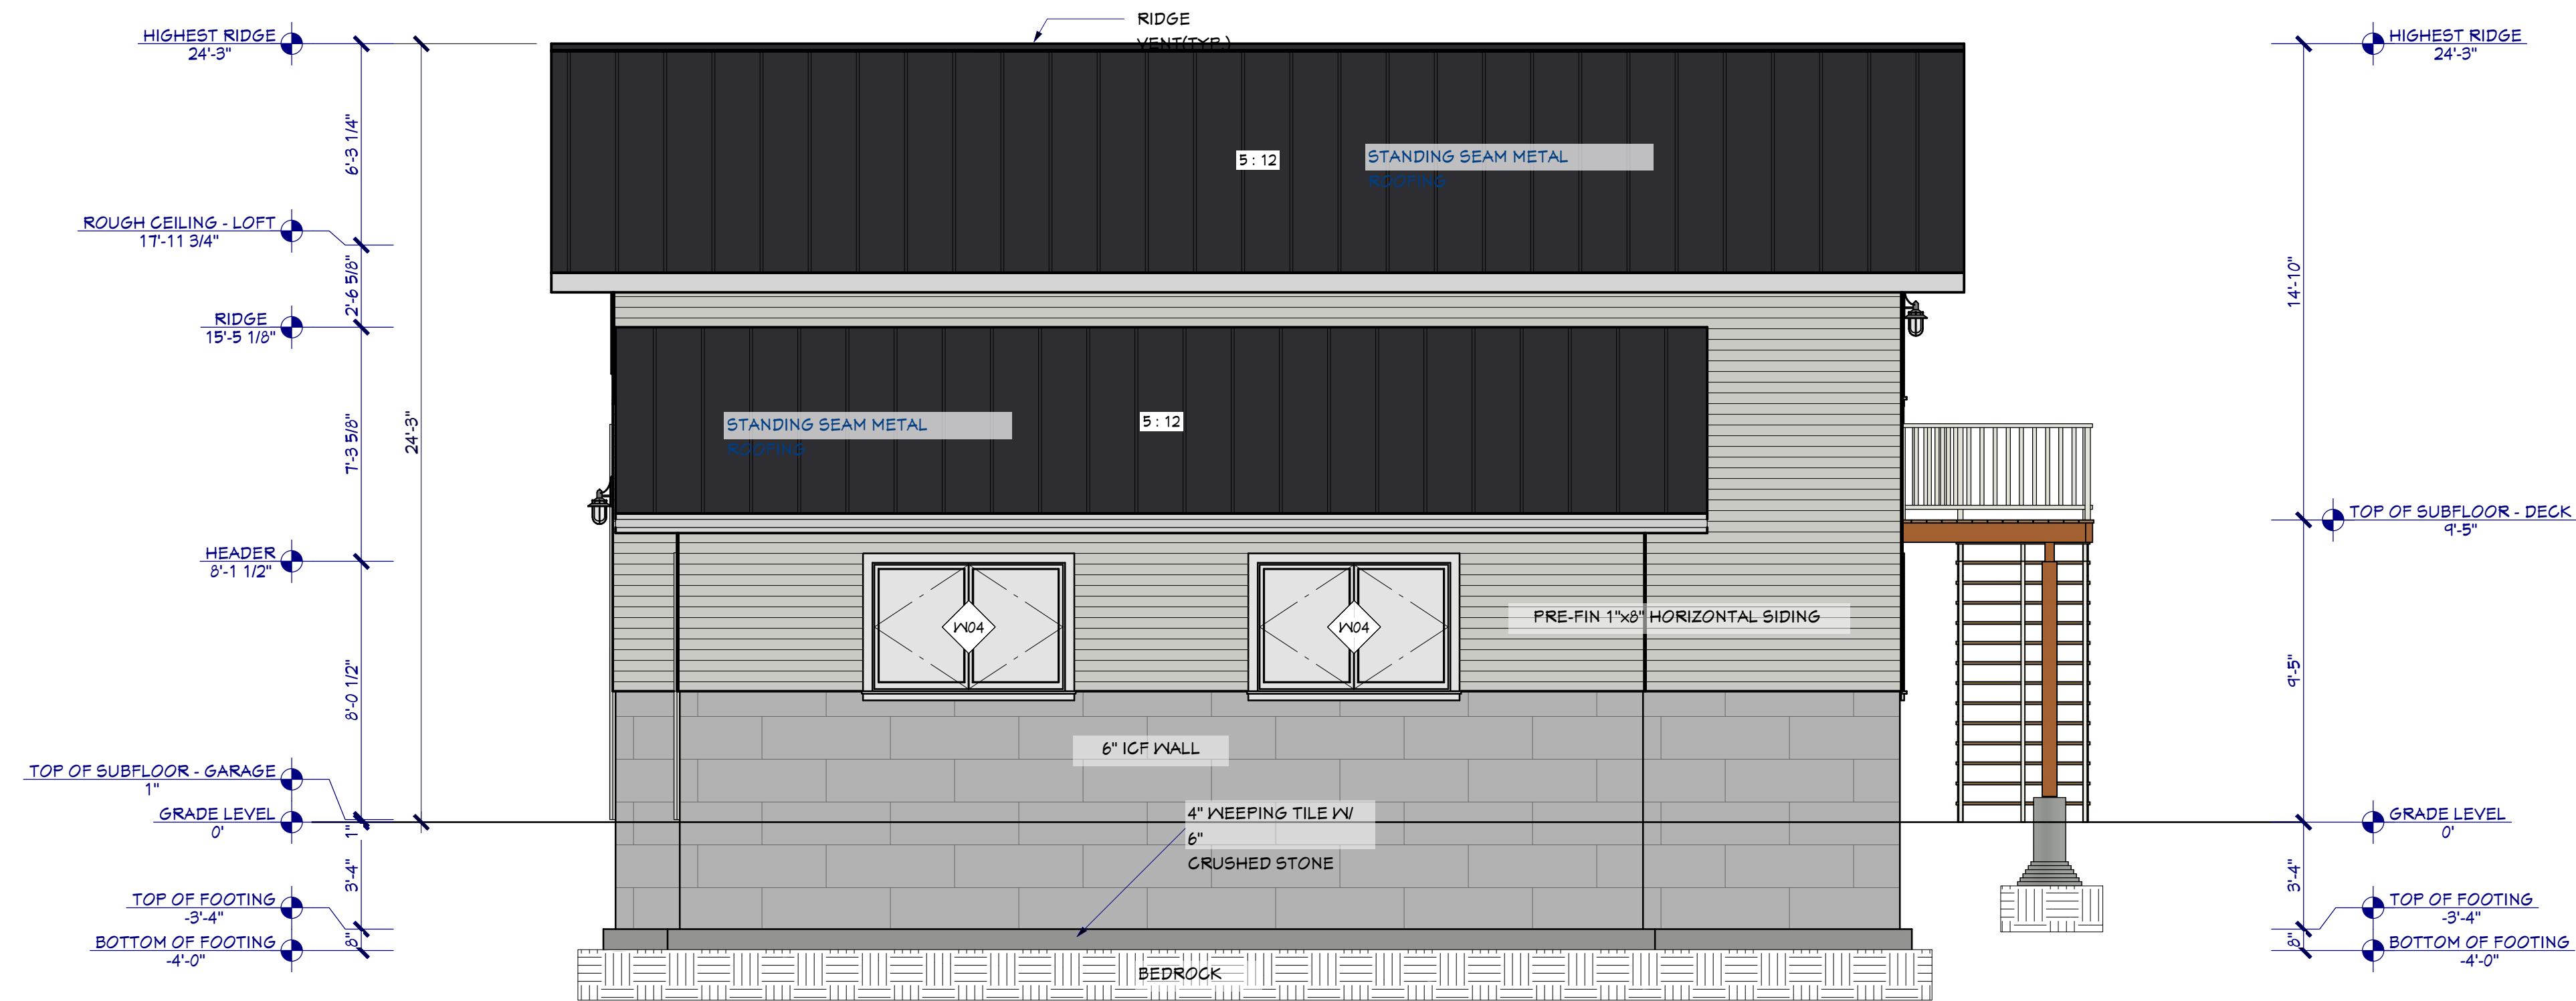 RIDGE
VENT(TYP.)
HIGHEST RIDGE
24'-3"
6'-3 1/4"
ROUGH CEILING - LOFT
17'-11 3/4"
2'-6 5/8"
RIDGE
15'-5 1/8"
7'-3 5/8"
24'-3"
HEADER
8'-1 1/2"
8'-0 1/2"
TOP OF SUBFLOOR - GARAGE
1"
GRADE LEVEL
0'
1"
3'-4"
TOP OF FOOTING
-3'-4"
8"
BOTTOM OF FOOTING
-4'-0"
5 : 12
STANDING SEAM METAL
ROOFING
STANDING SEAM METAL
ROOFING
5 : 12
W04
W04
PRE-FIN 1"x8" HORIZONTAL SIDING
6" ICF WALL
4" WEEPING TILE W/
6"
CRUSHED STONE
BEDROCK
HIGHEST RIDGE
24'-3"
14'-10"
TOP OF SUBFLOOR - DECK
9'-5"
9'-5"
GRADE LEVEL
0'
3'-4"
TOP OF FOOTING
-3'-4"
8"
BOTTOM OF FOOTING
-4'-0"